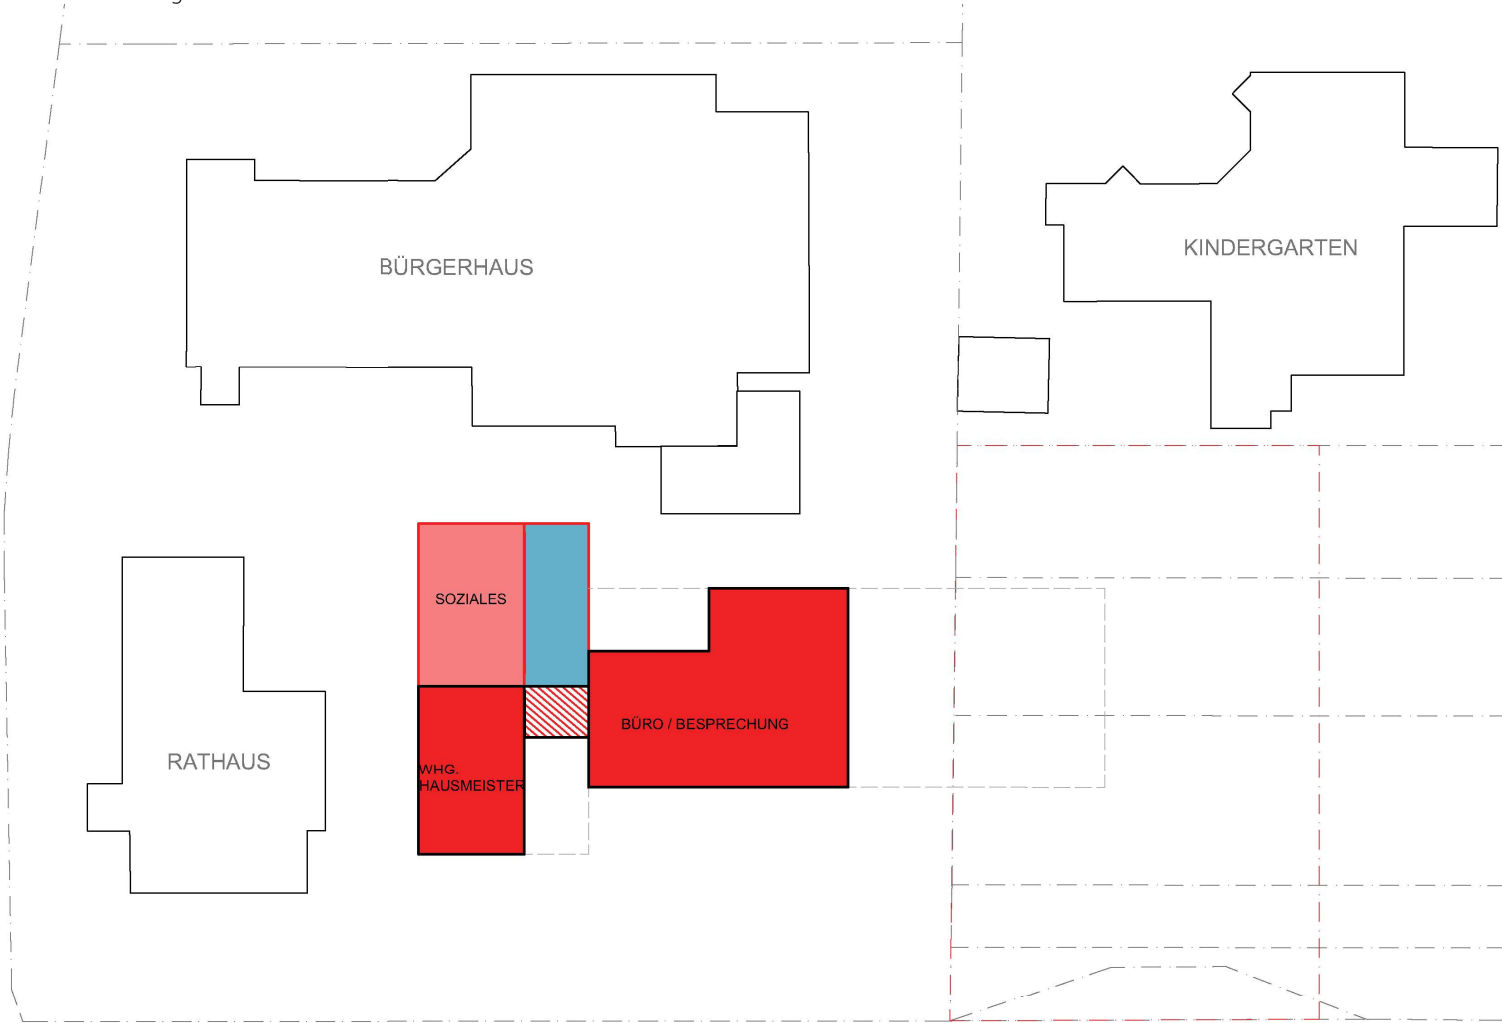 BÜRGERHAUS
KINDERGARTEN
SOZIALES
BÜRO / BESPRECHUNG
RATHAUS
WHG.
HAUSMEISTER